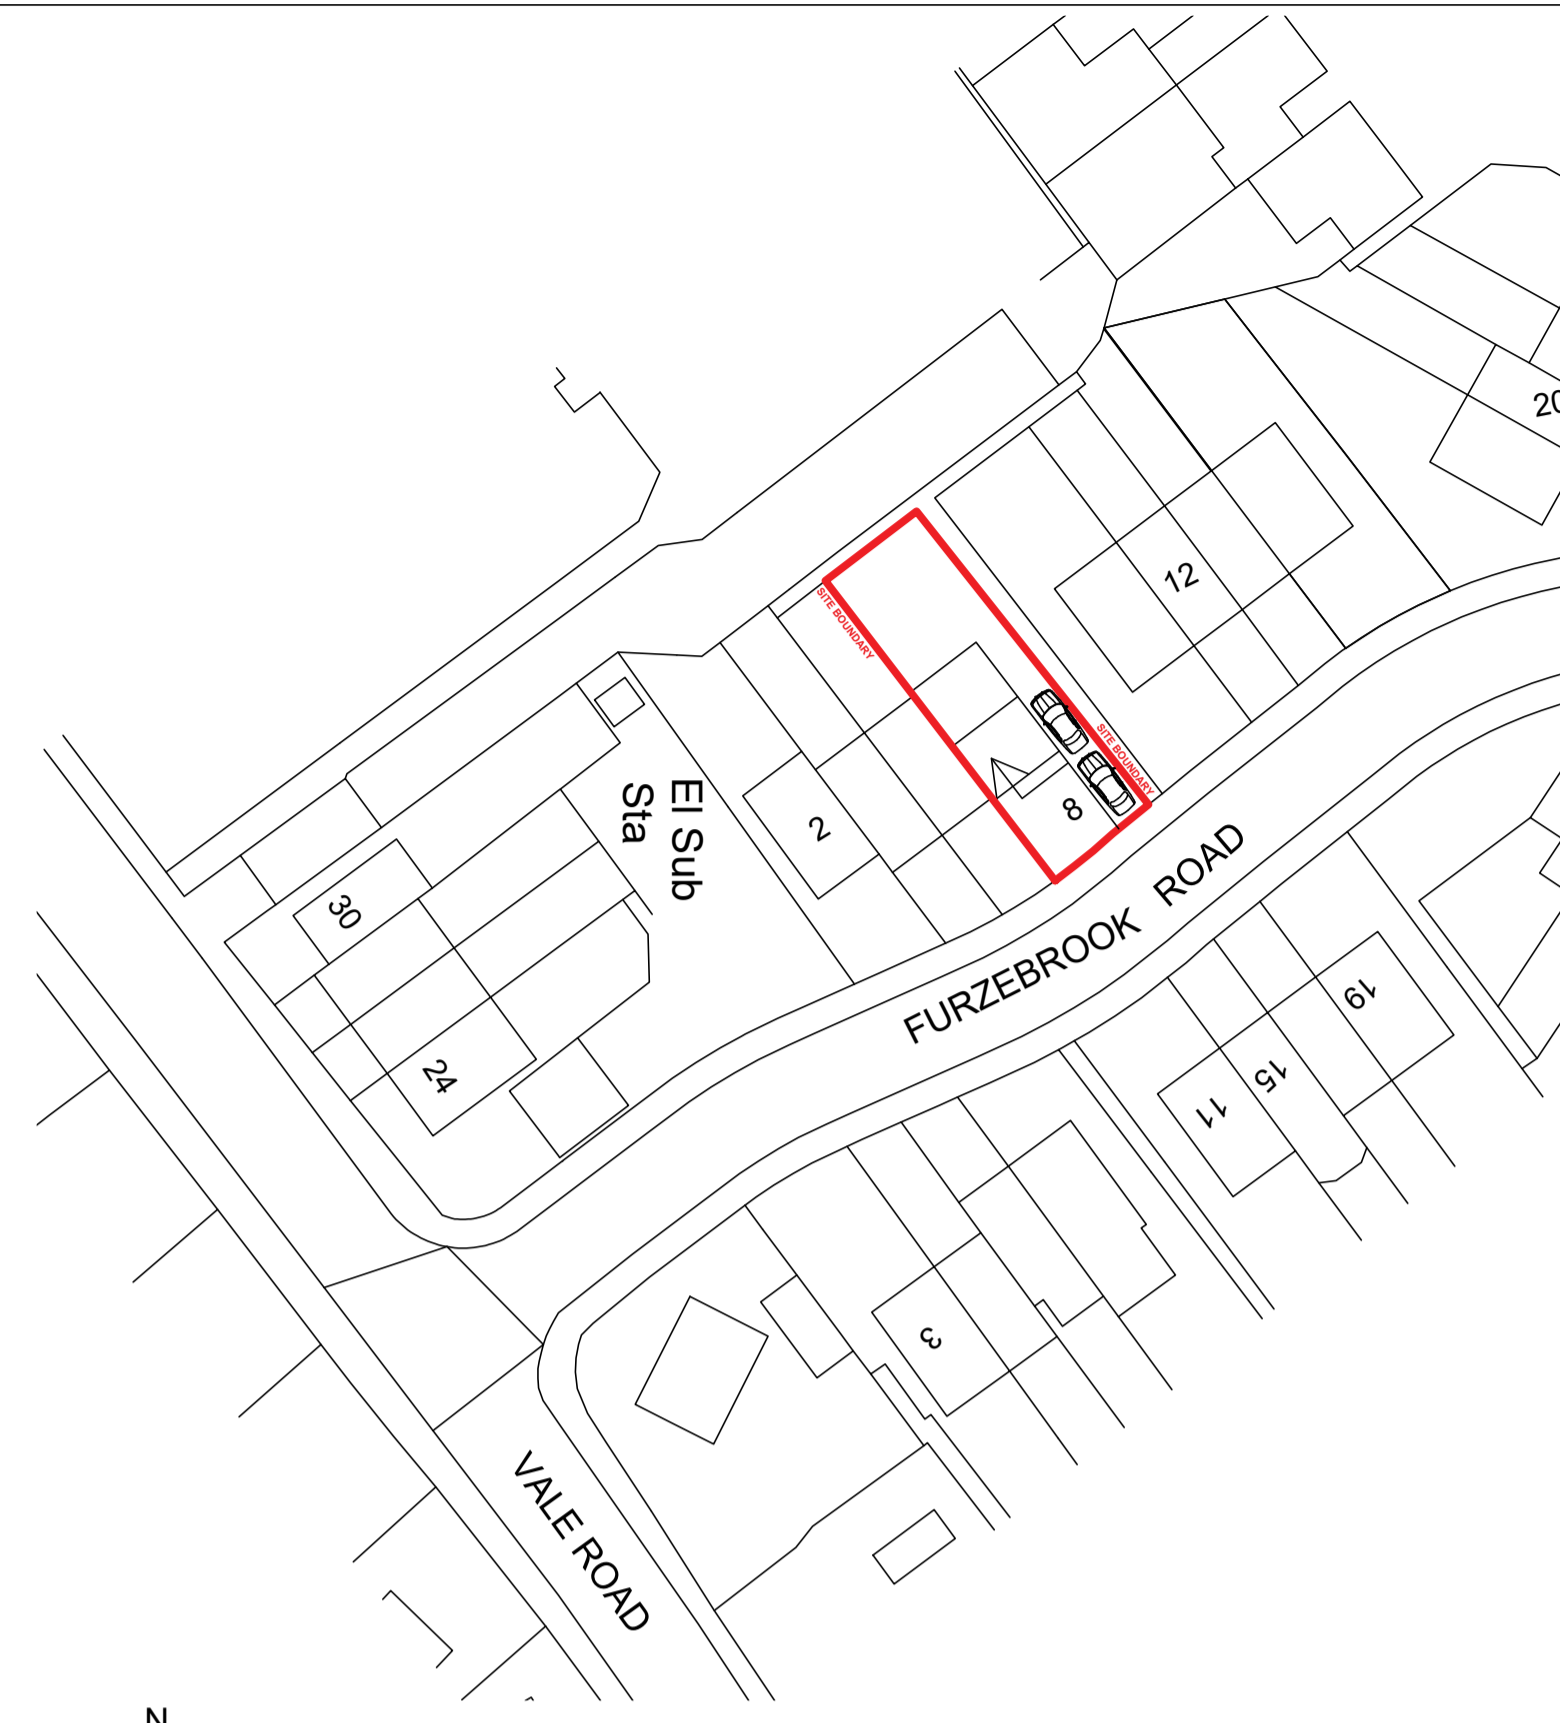 20
12
SITE BOUNDARY
SITE BOUNDARY
El Sub
Sta
8
2
30
FURZEBROOK ROAD
19
24
15
11
3
VALE ROAD
N